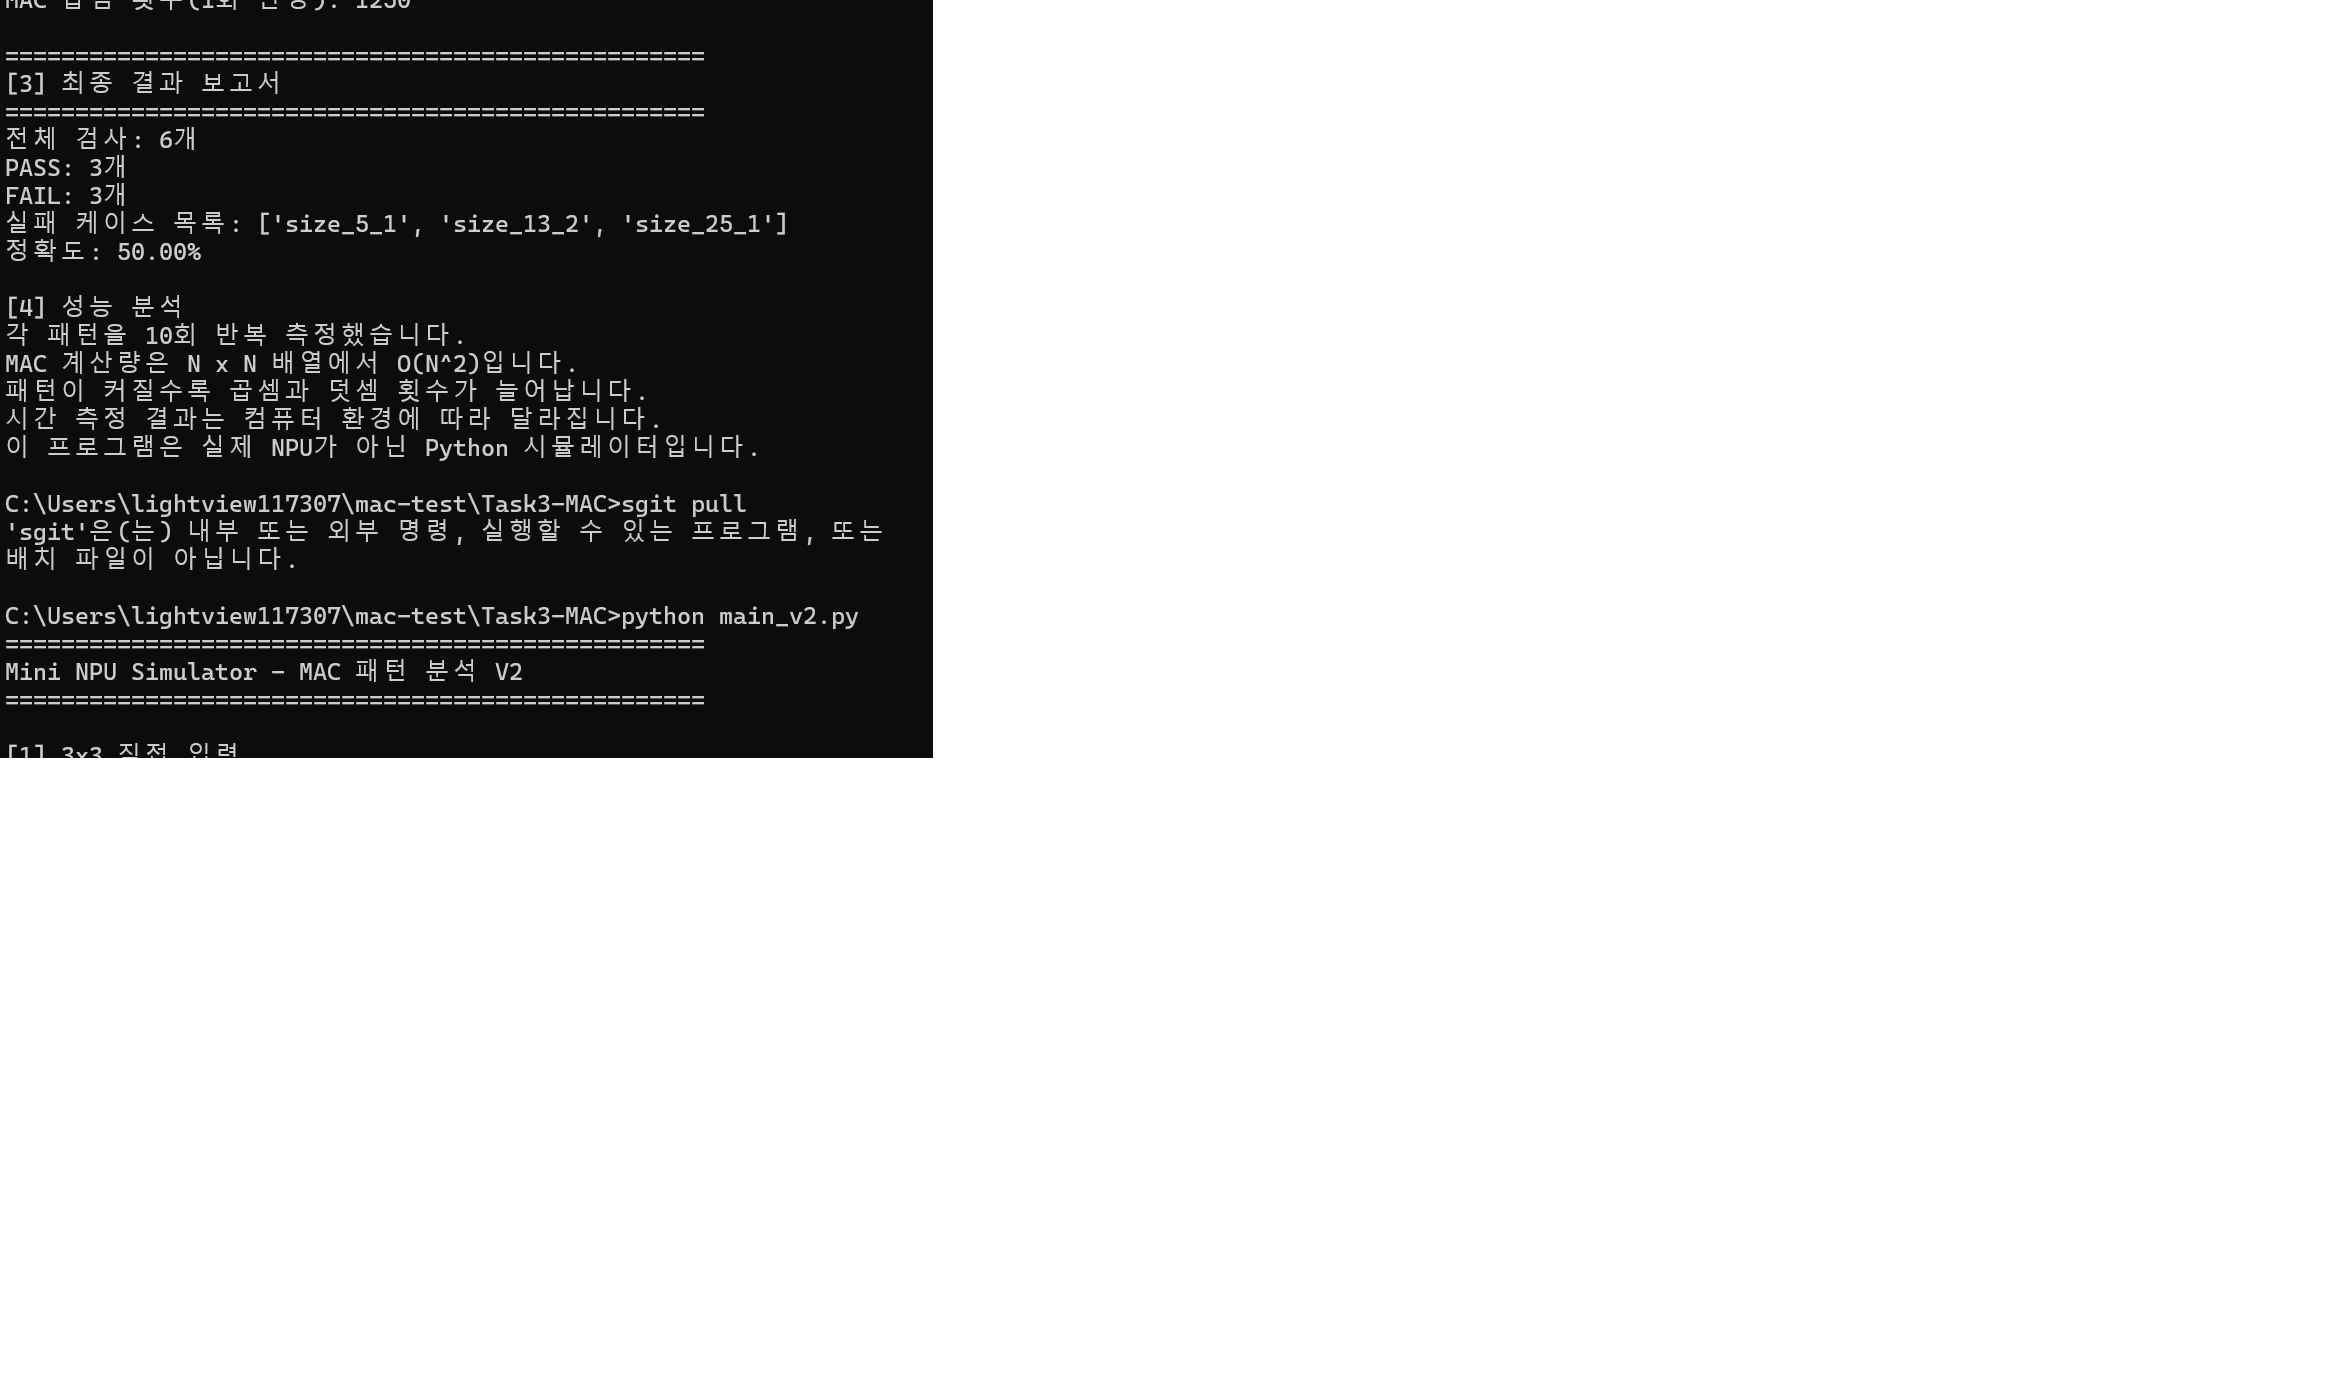 ==================================================
[3] 최종 결과 보고서
==================================================
전체 검사: 6개
PASS: 3개
FAIL: 3개
실패 케이스 목록: ['size_5_1', 'size_13_2', 'size_25_1']
정확도: 50.00%
[4] 성능 분석
각 패턴을 10회 반복 측정했습니다.
MAC 계산량은 N x N 배열에서 O(N^2)입니다.
패턴이 커질수록 곱셈과 덧셈 횟수가 늘어납니다.
시간 측정 결과는 컴퓨터 환경에 따라 달라집니다.
이 프로그램은 실제 NPU가 아닌 Python 시뮬레이터입니다.
C:\Users\lightview117307\mac-test\Task3-MAC>sgit pull
'sgit'은(는) 내부 또는 외부 명령, 실행할 수 있는 프로그램, 또는
배치 파일이 아닙니다.
C:\Users\lightview117307\mac-test\Task3-MAC>python main_v2.py
==================================================
Mini NPU Simulator - MAC 패턴 분석 V2
==================================================
[1] 3x3 직접 입력